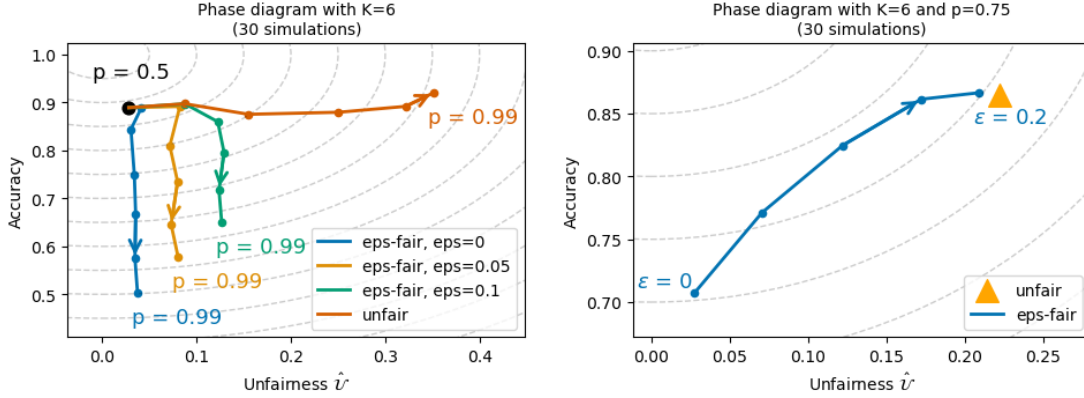 Phase diagram with K=6
(30 simulations)
p = 0.5
p = 0.99
p = 0.99
p = 0.99
p = 0.99
1.0
0.9
0.8
0.7
0.6
0.5
Accuracy
0.0
0.1
0.2
0.3
0.4
Unfairness 𝒰̂
eps-fair, eps=0
eps-fair, eps=0.05
eps-fair, eps=0.1
unfair
Phase diagram with K=6 and p=0.75
(30 simulations)
ε = 0.2
ε = 0
0.90
0.85
0.80
0.75
0.70
Accuracy
0.00
0.05
0.10
0.15
0.20
0.25
Unfairness 𝒰̂
unfair
eps-fair